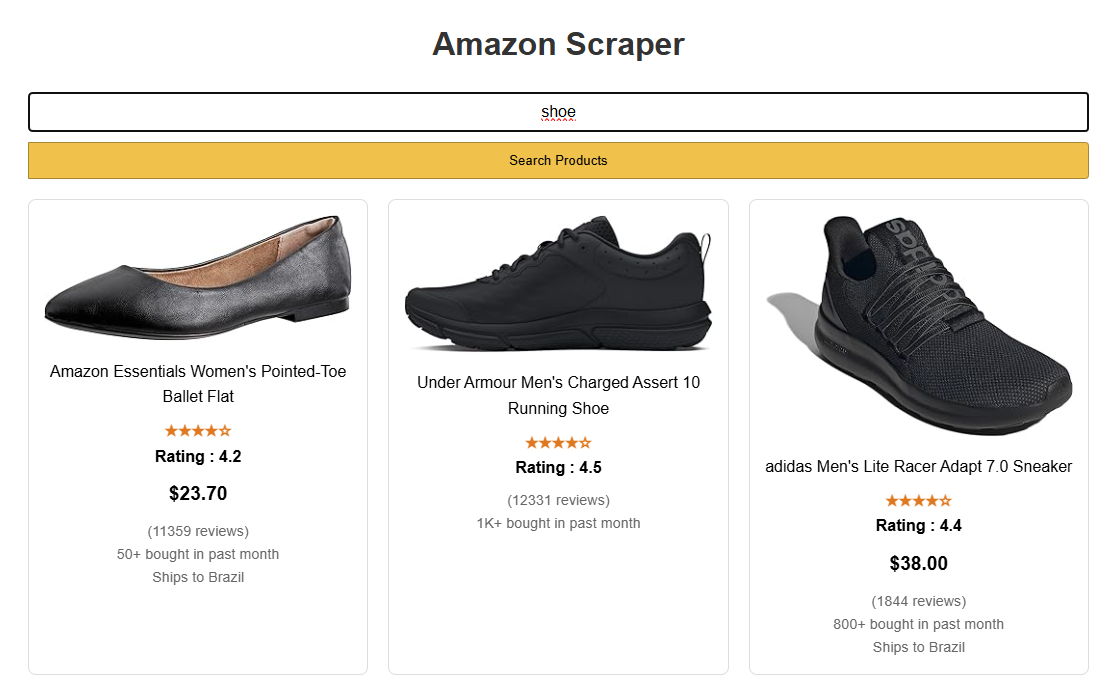 Amazon Scraper
shoe
Search Products
Amazon Essentials Women's Pointed-Toe
Ballet Flat
★★★★☆
Rating : 4.2
$23.70
(11359 reviews)
50+ bought in past month
Ships to Brazil
Under Armour Men's Charged Assert 10
Running Shoe
★★★★☆
Rating : 4.5
(12331 reviews)
1K+ bought in past month
adidas Men's Lite Racer Adapt 7.0 Sneaker
★★★★☆
Rating : 4.4
$38.00
(1844 reviews)
800+ bought in past month
Ships to Brazil